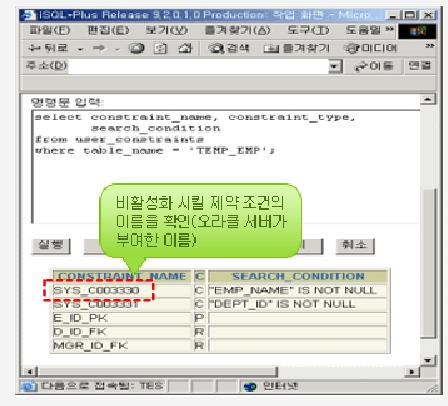 iSQL*Plus Release 9.2.0.1.0 Production: 작업 화면 - Micro...
파일(F) 편집(E) 보기(V) 즐겨찾기(A) 도구(T) 도움말 »
뒤로 검색 즐겨찾기 미디어 »
주소(D) 이동 연결
명령문 입력:
select constraint_name, constraint_type,
search_condition
from user_constraints
where table_name = 'TEMP_EMP';
비활성화 시킬 제약 조건의
이름을 확인(오라클 서버가
부여한 이름)
실행 취소
CONSTRAINT_NAME C SEARCH_CONDITION
SYS_C003330 C "EMP_NAME" IS NOT NULL
SYS_C003331 C "DEPT_ID" IS NOT NULL
E_ID_PK P
D_ID_FK R
MGR_ID_FK R
다음으로 접속됨: TES 인터넷